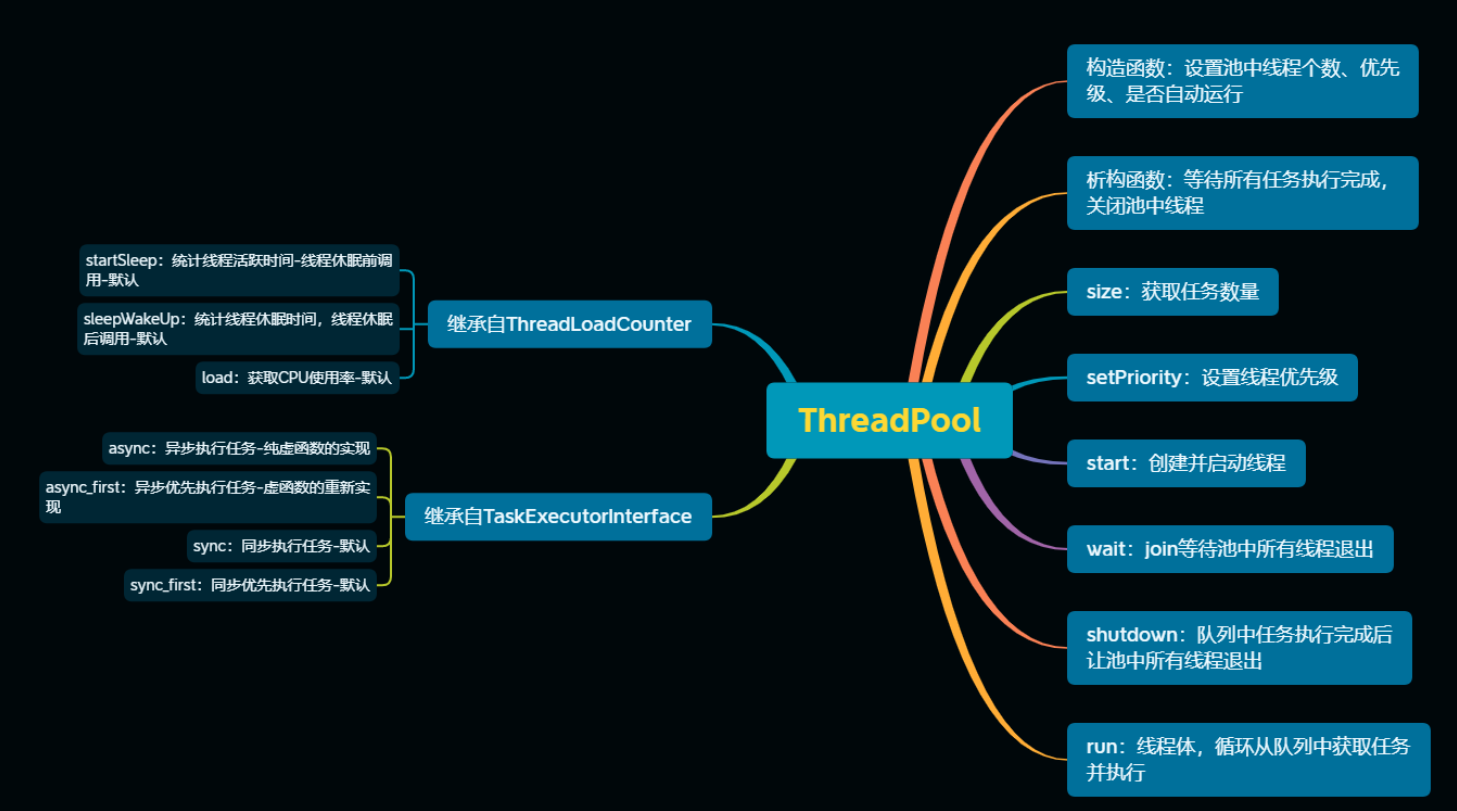 ThreadPool
构造函数：设置池中线程个数、优先
级、是否自动运行
析构函数：等待所有任务执行完成，
关闭池中线程
size：获取任务数量
setPriority：设置线程优先级
start：创建并启动线程
wait：join等待池中所有线程退出
shutdown：队列中任务执行完成后
让池中所有线程退出
run：线程体，循环从队列中获取任务
并执行
继承自ThreadLoadCounter
startSleep：统计线程活跃时间-线程休眠前调
用-默认
sleepWakeUp：统计线程休眠时间，线程休眠
后调用-默认
load：获取CPU使用率-默认
继承自TaskExecutorInterface
async：异步执行任务-纯虚函数的实现
async_first：异步优先执行任务-虚函数的重新实
现
sync：同步执行任务-默认
sync_first：同步优先执行任务-默认